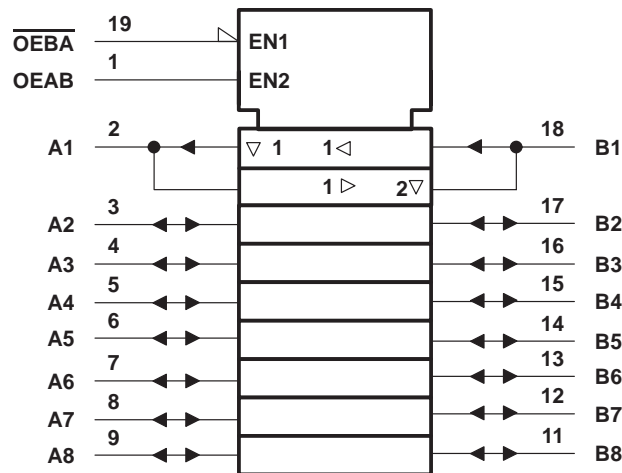 19
OEBA EN1
1
OEAB EN2
2 18
A1 1 1 B1
1 2
3 17
A2 B2
4 16
A3 B3
5 15
A4 B4
6 14
A5 B5
7 13
A6 B6
8 12
A7 B7
9 11
A8 B8